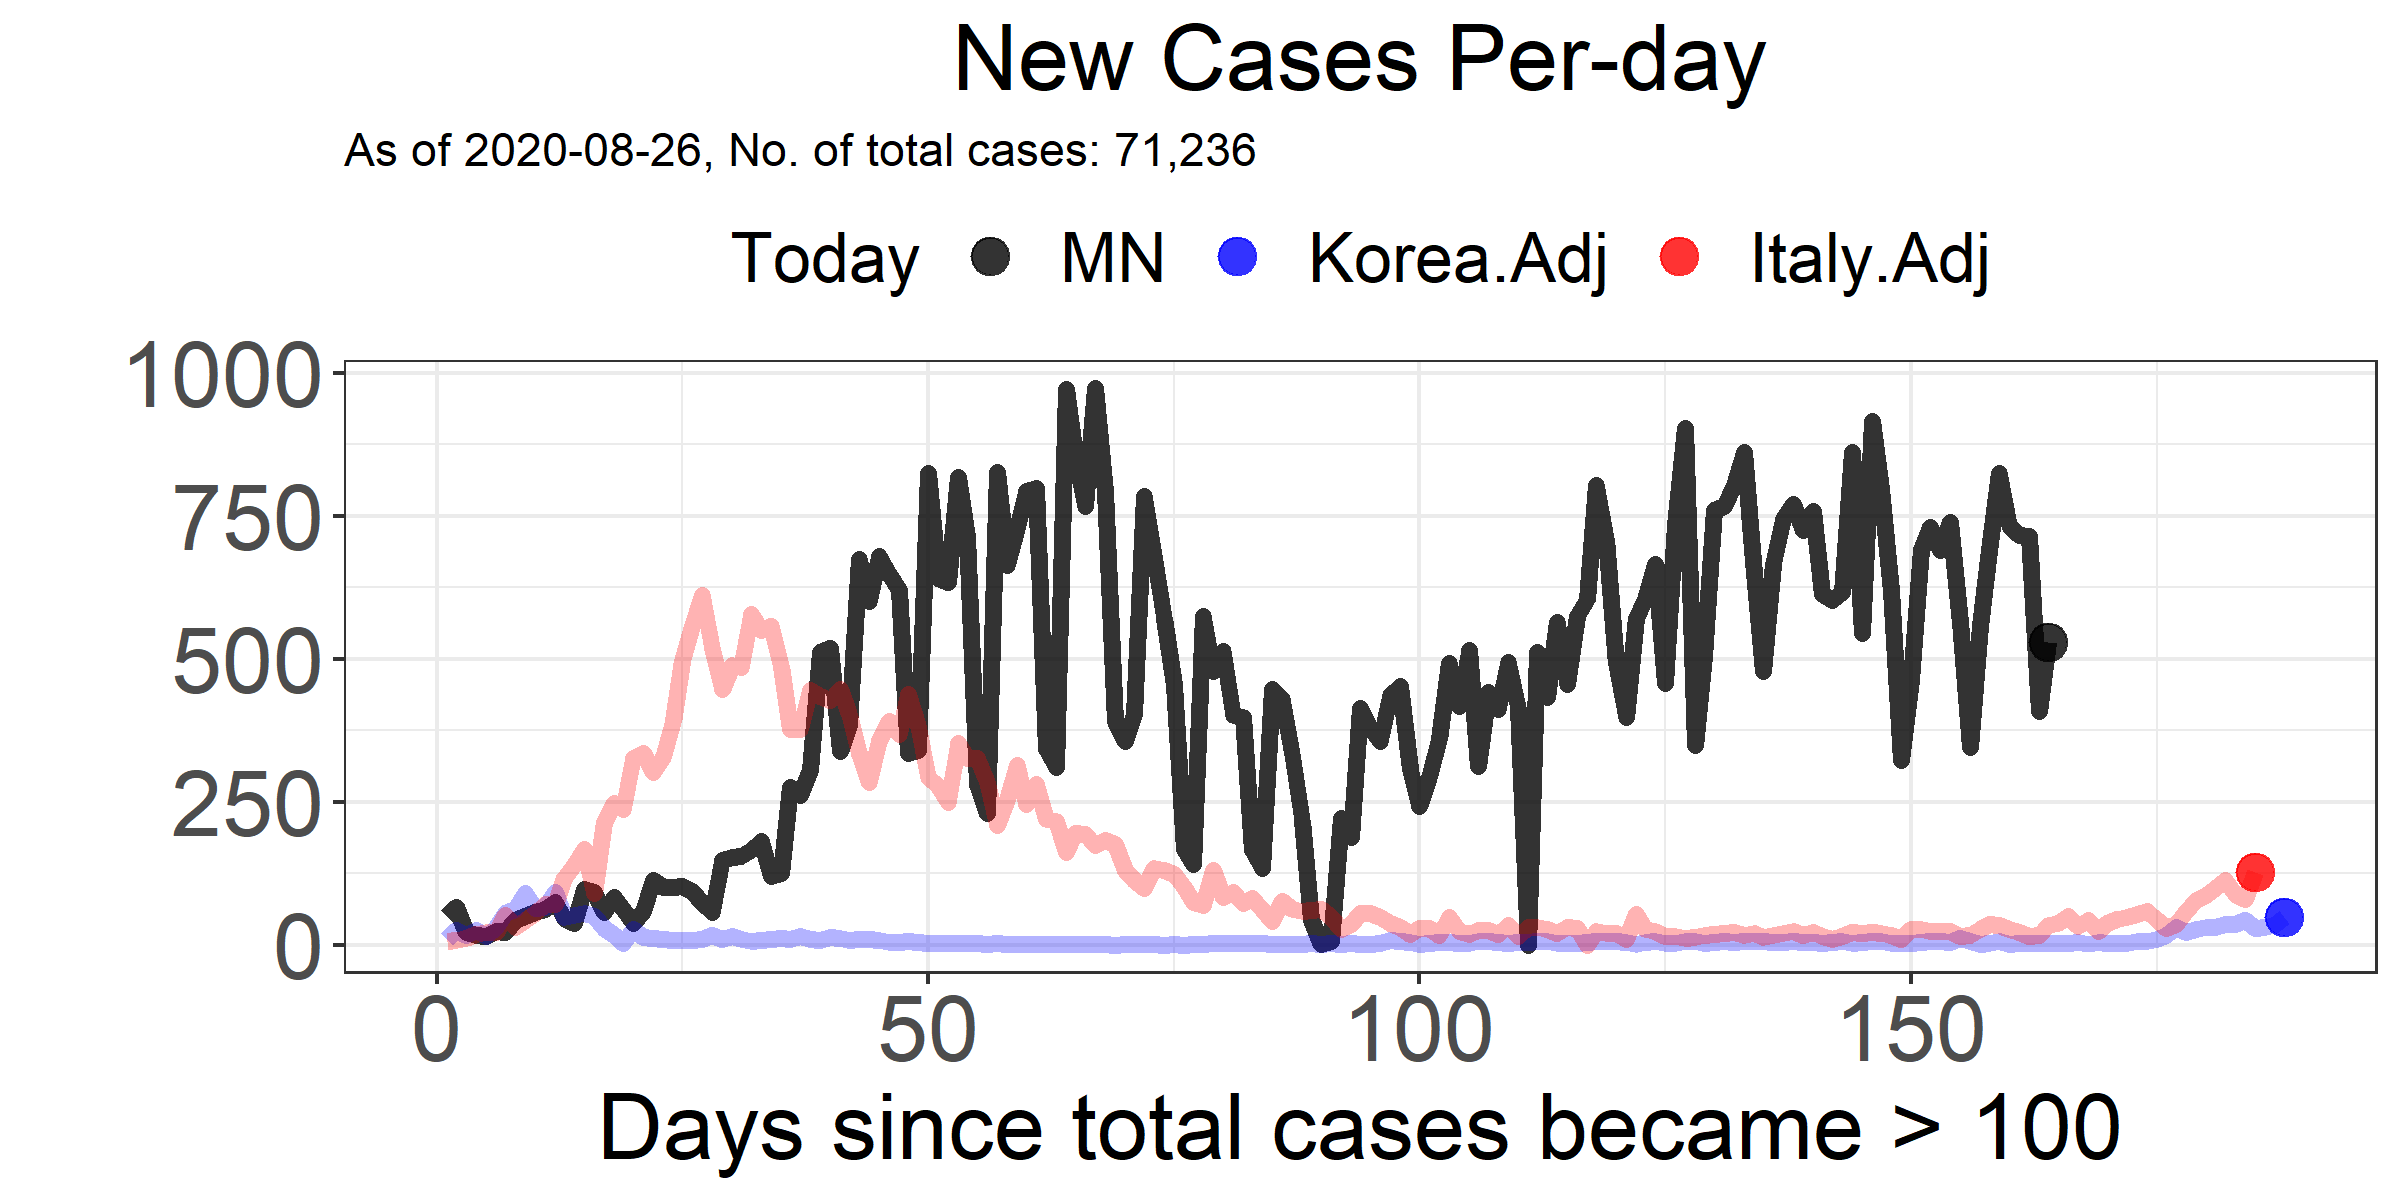 New Cases Per-day
As of 2020-08-26, No. of total cases: 71,236
Today MN Korea.Adj Italy.Adj
1000
750
500
250
0
0 50 100 150
Days since total cases became > 100